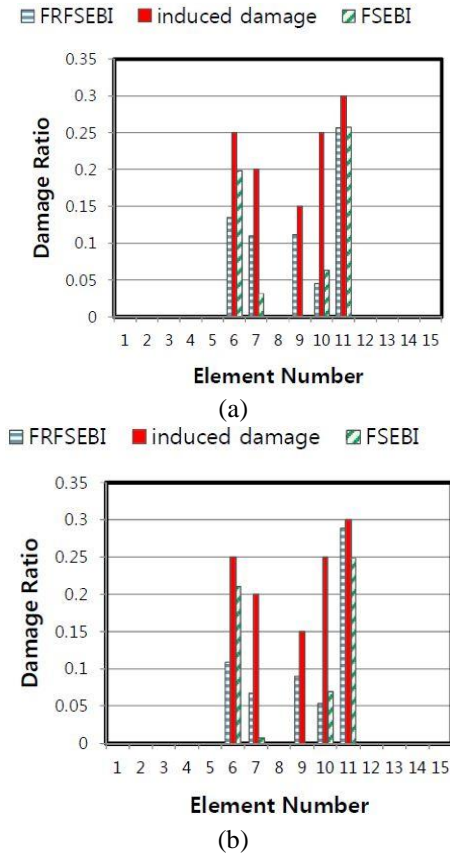 FRFSEBI induced damage FSEBI
0.35
0.3
0.25
0.2
0.15
0.1
0.05
0
Damage Ratio
1 2 3 4 5 6 7 8 9 10 11 12 13 14 15
Element Number
(a)
FRFSEBI induced damage FSEBI
0.35
0.3
0.25
0.2
0.15
0.1
0.05
0
Damage Ratio
1 2 3 4 5 6 7 8 9 10 11 12 13 14 15
Element Number
(b)